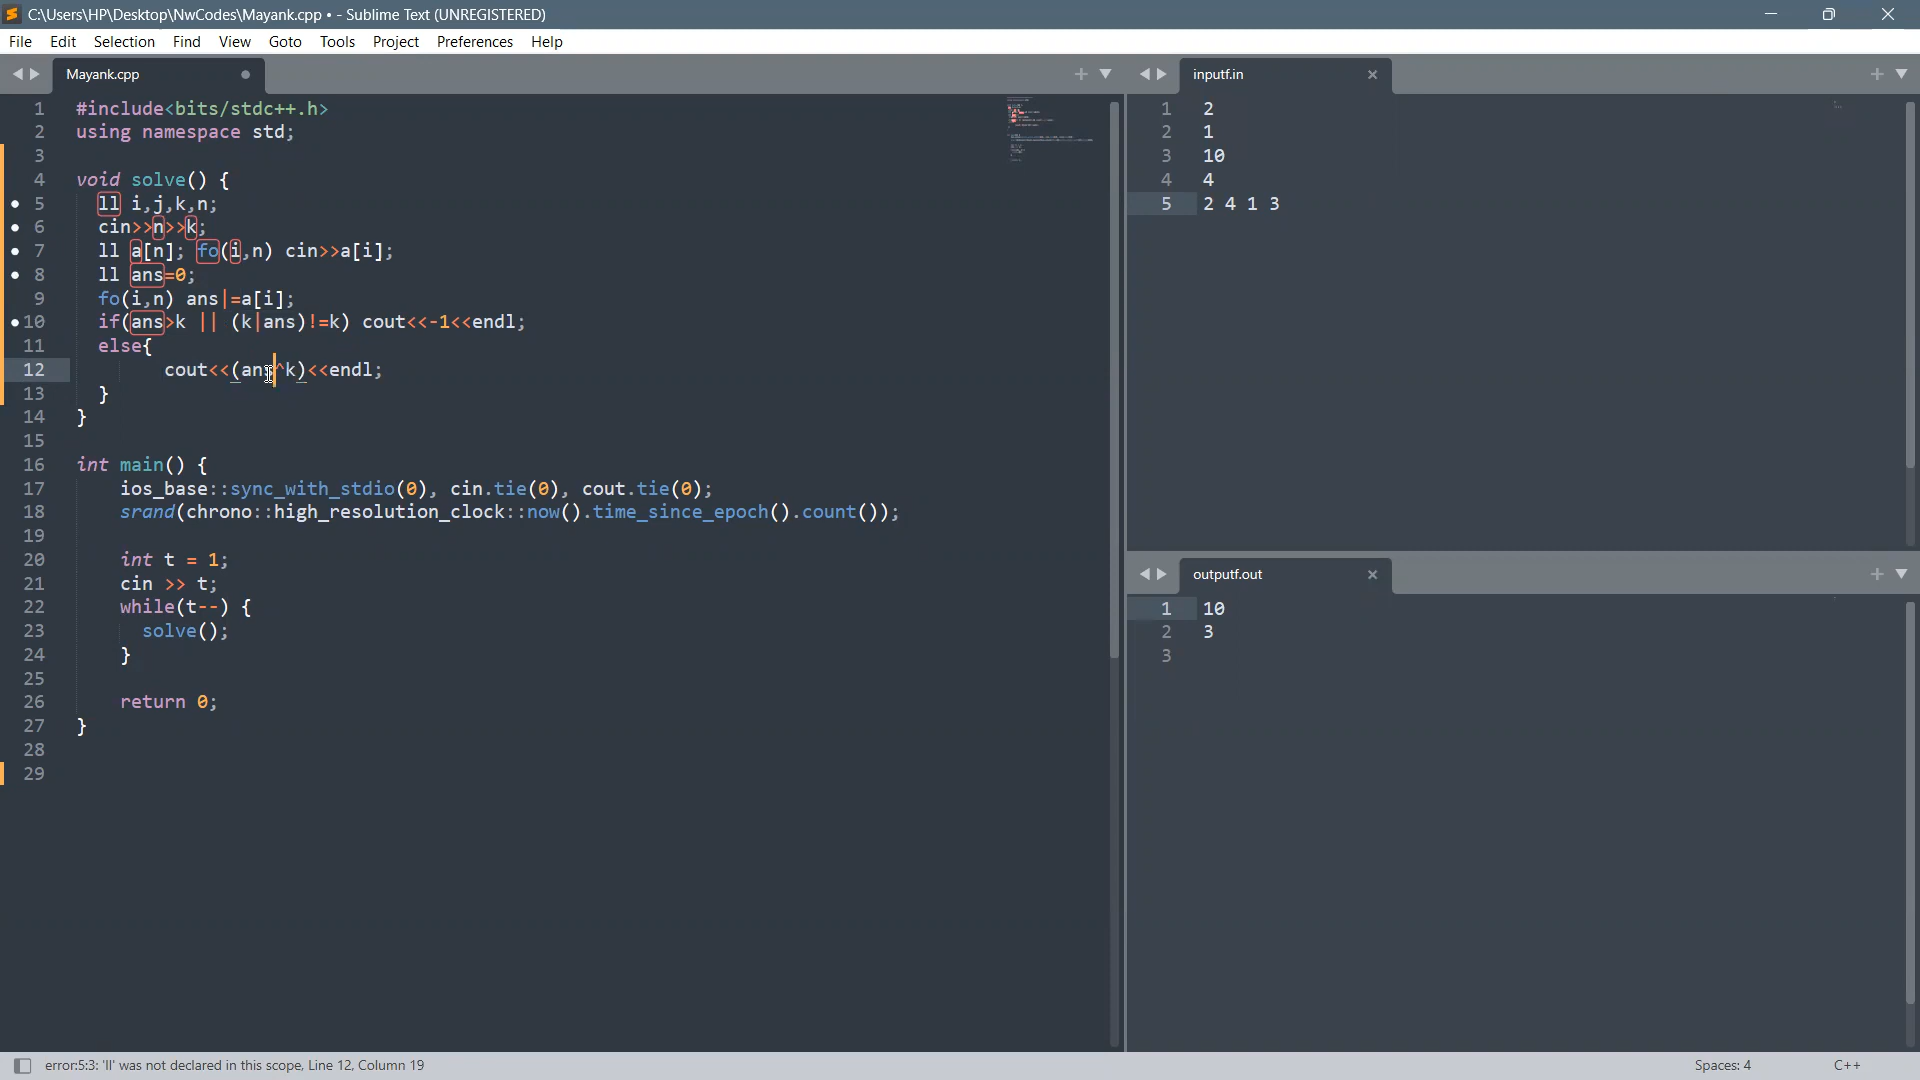 C:\Users\HP\Desktop\NwCodes\Mayank.cpp • - Sublime Text (UNREGISTERED)
File Edit Selection Find View Goto Tools Project Preferences Help
Mayank.cpp
1 #include<bits/stdc++.h>
2 using namespace std;
3
4 void solve() {
5 ll i,j,k,n;
6 cin>>n>>k;
7 ll a[n]; fo(i,n) cin>>a[i];
8 ll ans=0;
9 fo(i,n) ans|=a[i];
10 if(ans>k || (k|ans)!=k) cout<<-1<<endl;
11 else{
12 cout<<(ans^k)<<endl;
13 }
14 }
15
16 int main() {
17 ios_base::sync_with_stdio(0), cin.tie(0), cout.tie(0);
18 srand(chrono::high_resolution_clock::now().time_since_epoch().count());
19
20 int t = 1;
21 cin >> t;
22 while(t--) {
23 solve();
24 }
25
26 return 0;
27 }
28
29
inputf.in
1 2
2 1
3 10
4 4
5 2 4 1 3
outputf.out
1 10
2 3
3
error:5:3: 'll' was not declared in this scope, Line 12, Column 19
Spaces: 4
C++